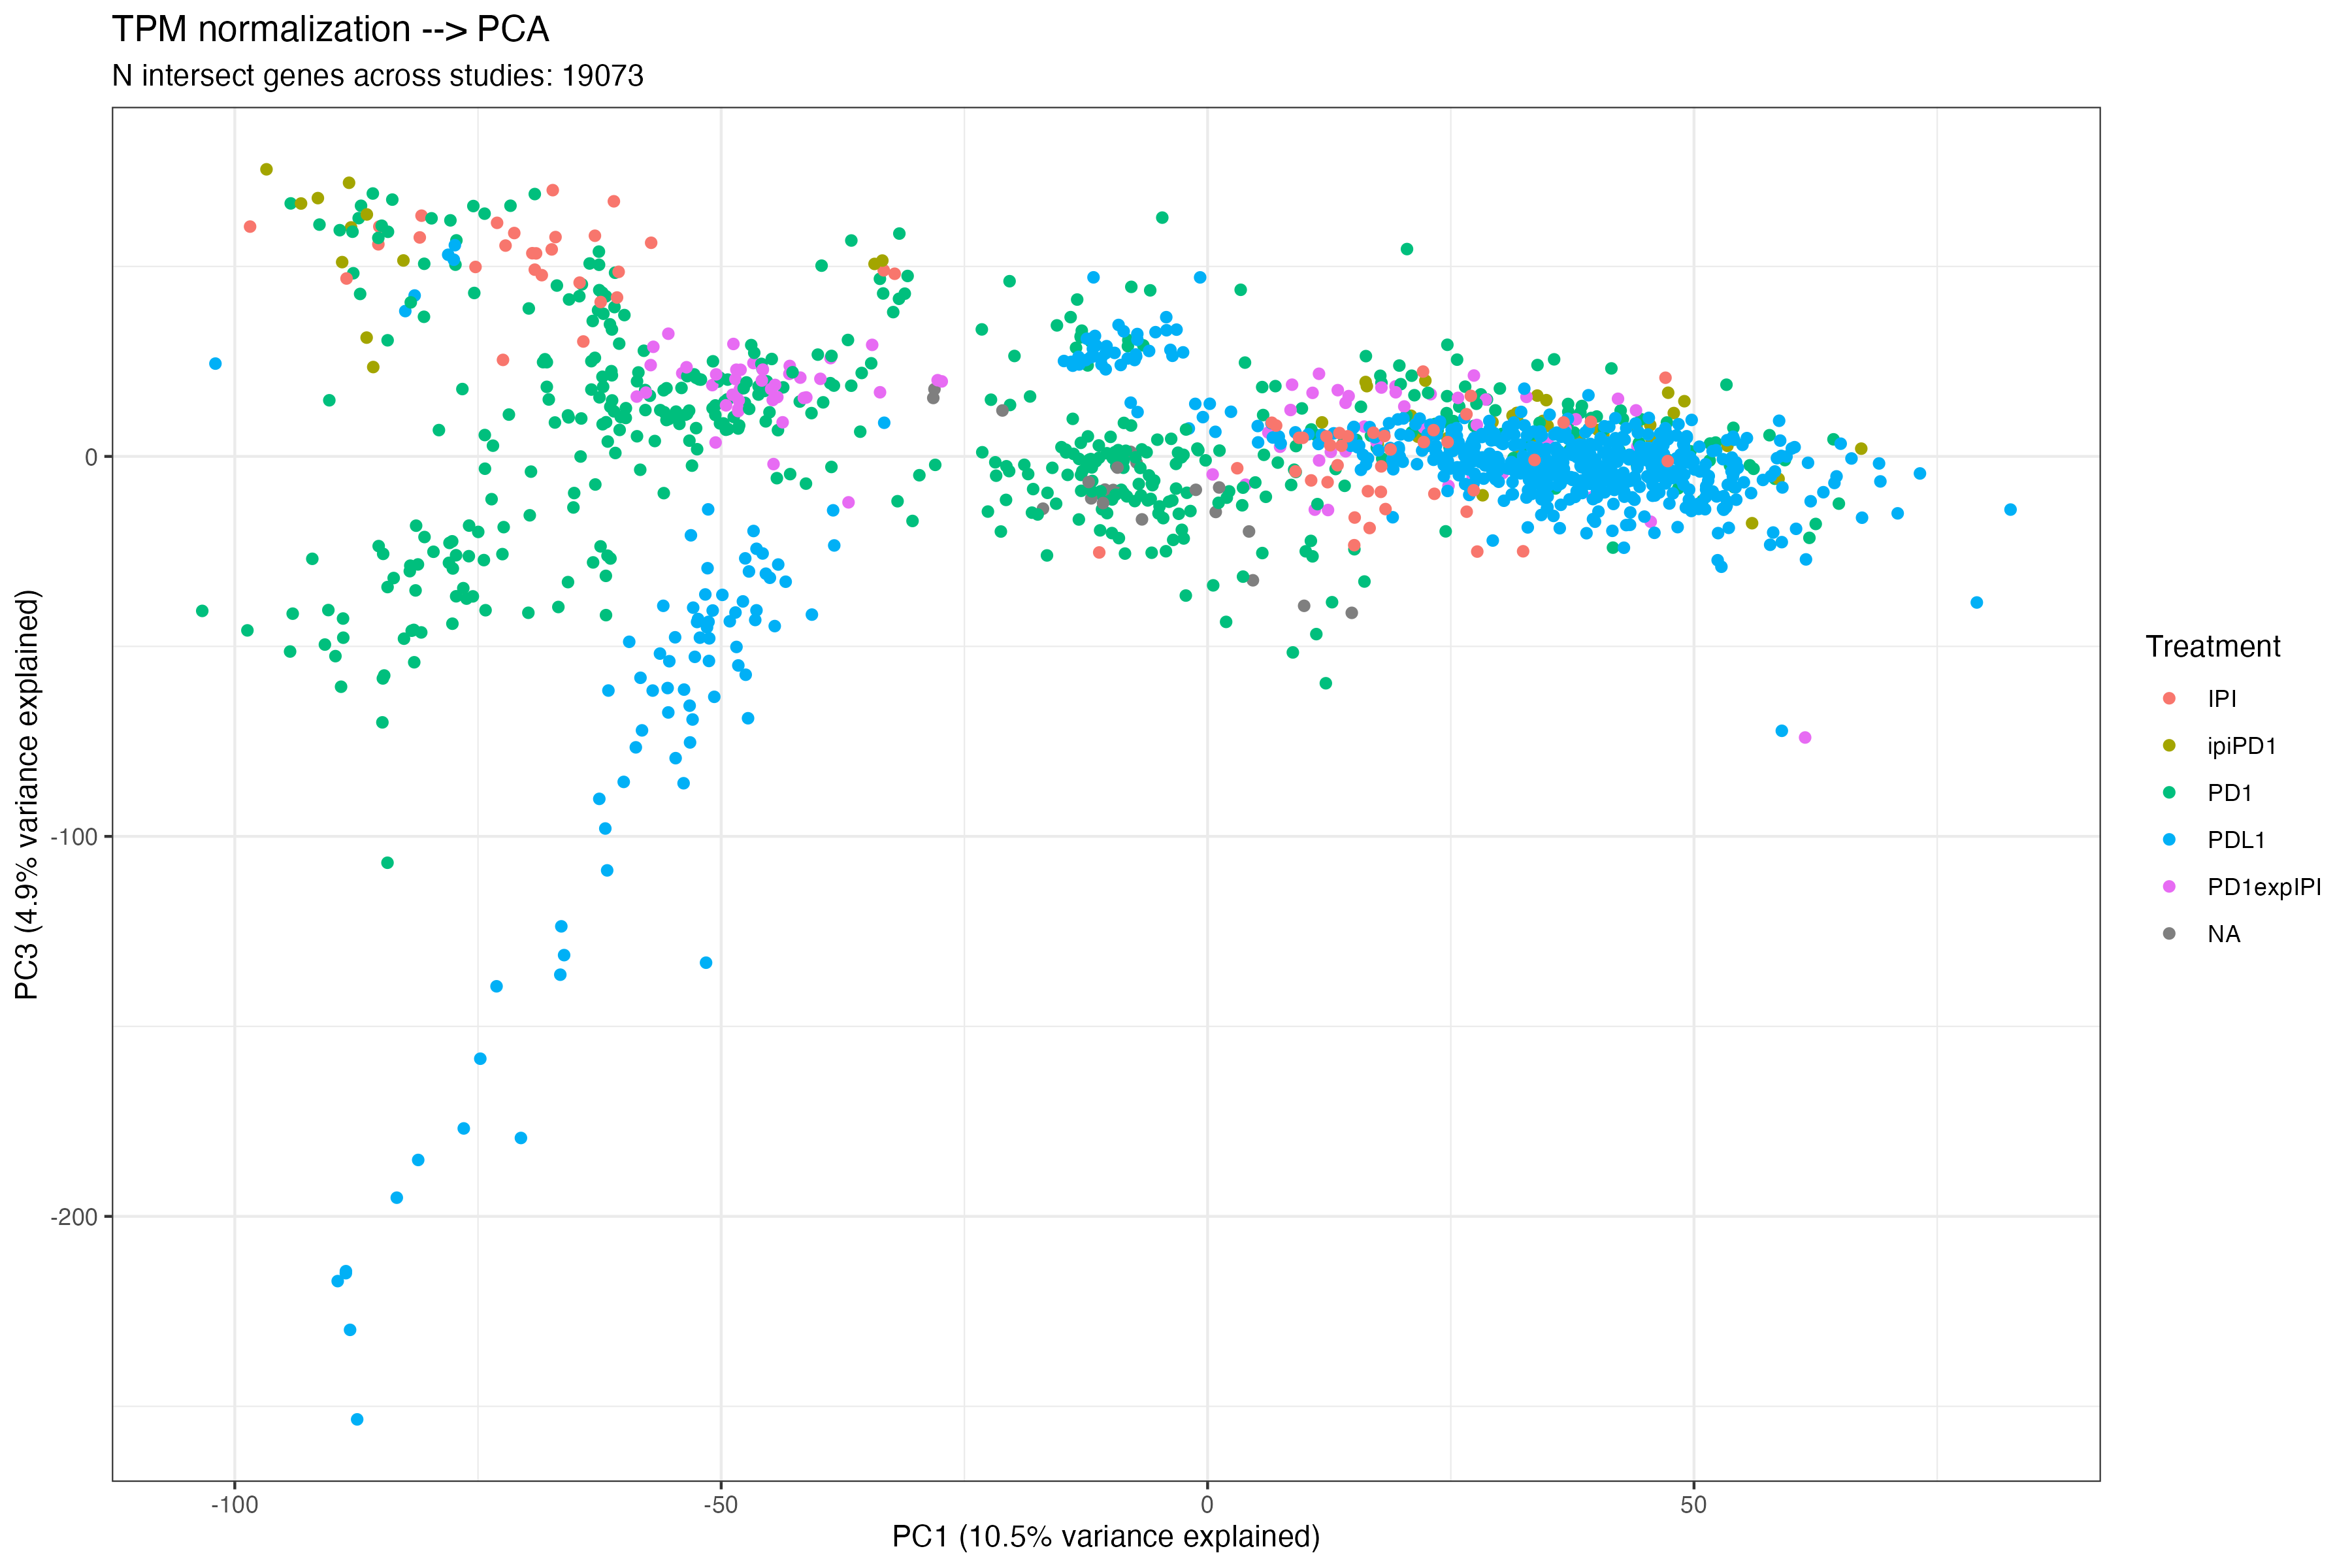 TPM normalization --> PCA
N intersect genes across studies: 19073
PC3 (4.9% variance explained)
0
-100
-200
-100
-50
0
50
PC1 (10.5% variance explained)
Treatment
IPI
ipiPD1
PD1
PDL1
PD1expIPI
NA